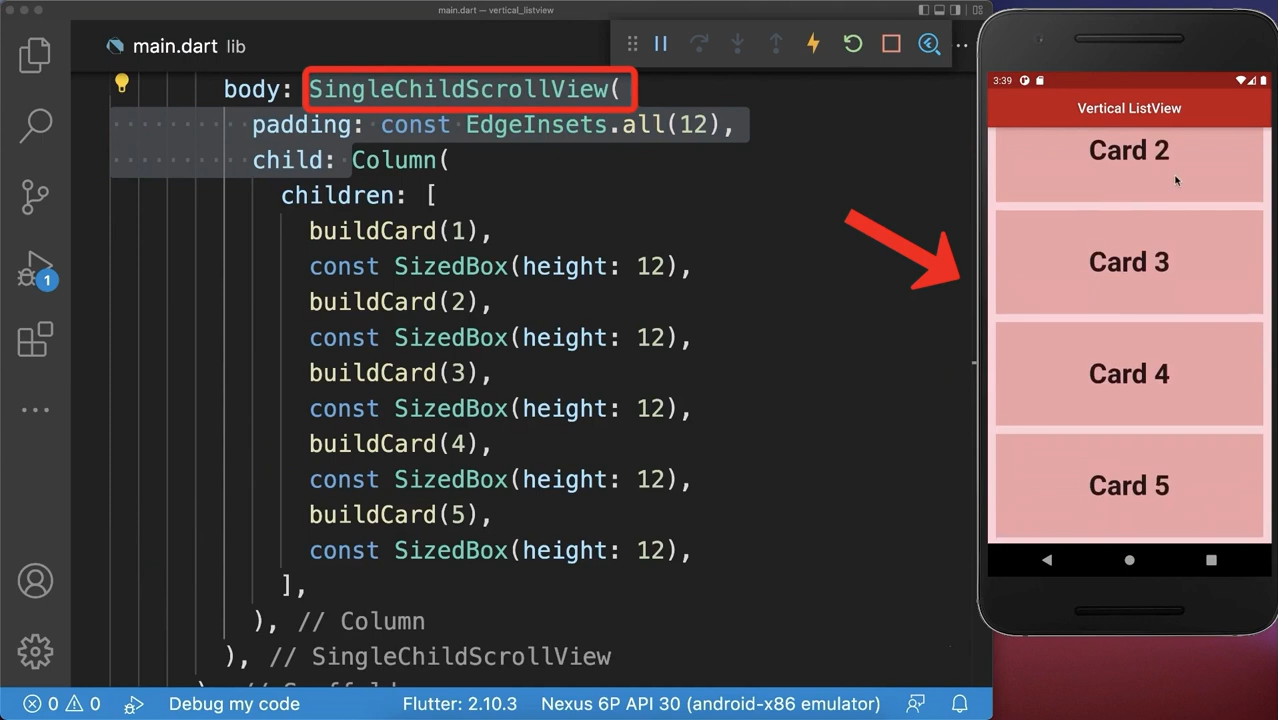 main.dart — vertical_listview
main.dart lib
body: SingleChildScrollView(
padding: const EdgeInsets.all(12),
child: Column(
children: [
buildCard(1),
const SizedBox(height: 12),
buildCard(2),
const SizedBox(height: 12),
buildCard(3),
const SizedBox(height: 12),
buildCard(4),
const SizedBox(height: 12),
buildCard(5),
const SizedBox(height: 12),
],
), // Column
), // SingleChildScrollView
1
0 0 Debug my code Flutter: 2.10.3 Nexus 6P API 30 (android-x86 emulator)
3:39
Vertical ListView
Card 2
Card 3
Card 4
Card 5